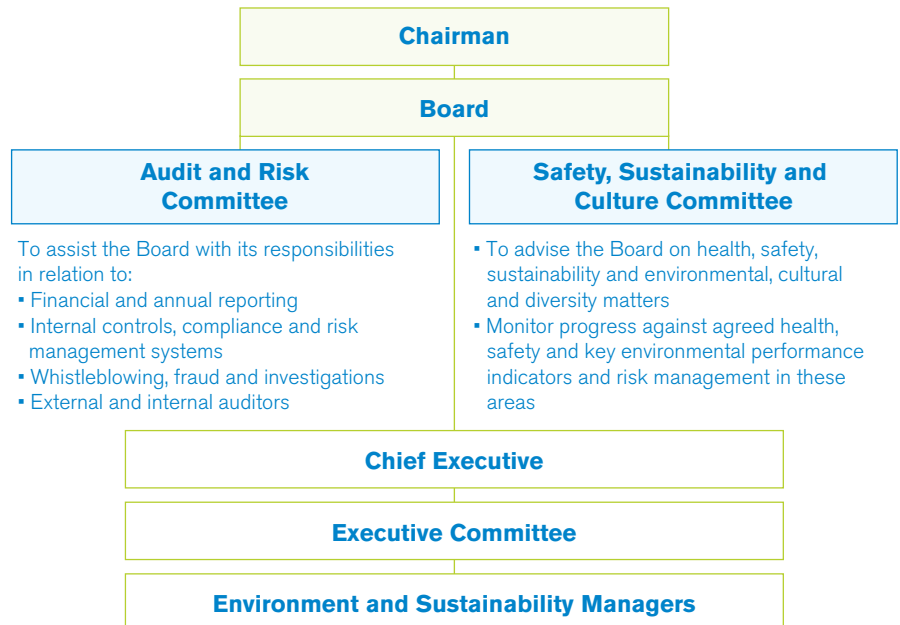 Chairman
Board
Audit and Risk
Committee
To assist the Board with its responsibilities
in relation to:
▪ Financial and annual reporting
▪ Internal controls, compliance and risk
management systems
▪ Whistleblowing, fraud and investigations
▪ External and internal auditors
Safety, Sustainability and
Culture Committee
▪ To advise the Board on health, safety,
sustainability and environmental, cultural
and diversity matters
▪ Monitor progress against agreed health,
safety and key environmental performance
indicators and risk management in these
areas
Chief Executive
Executive Committee
Environment and Sustainability Managers